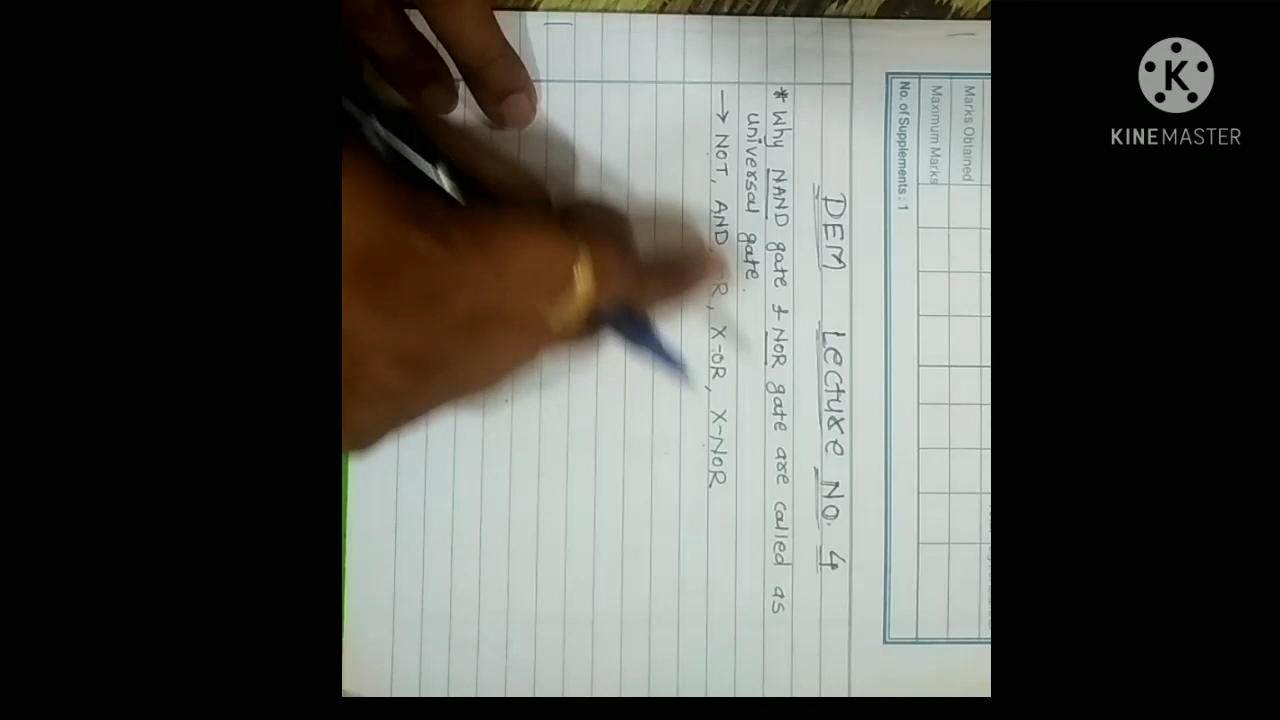 Marks Obtained
Maximum Marks
No. of Supplements : 1
DEM Lecture No. 4
* Why NAND gate & NOR gate are called as
universal gate.
→ NOT, AND R, X-OR, X-NOR
K
KINEMASTER